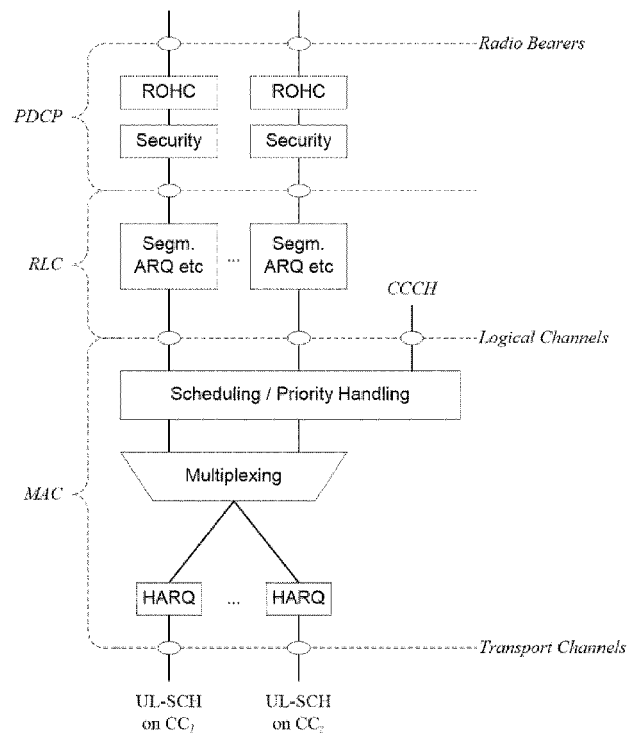 Radio Bearers
ROHC
ROHC
PDCP
Security
Security
Segm.
ARQ etc
...
Segm.
ARQ etc
RLC
CCCH
Logical Channels
Scheduling / Priority Handling
Multiplexing
MAC
HARQ
...
HARQ
Transport Channels
UL-SCH
on CC1
UL-SCH
on CCz